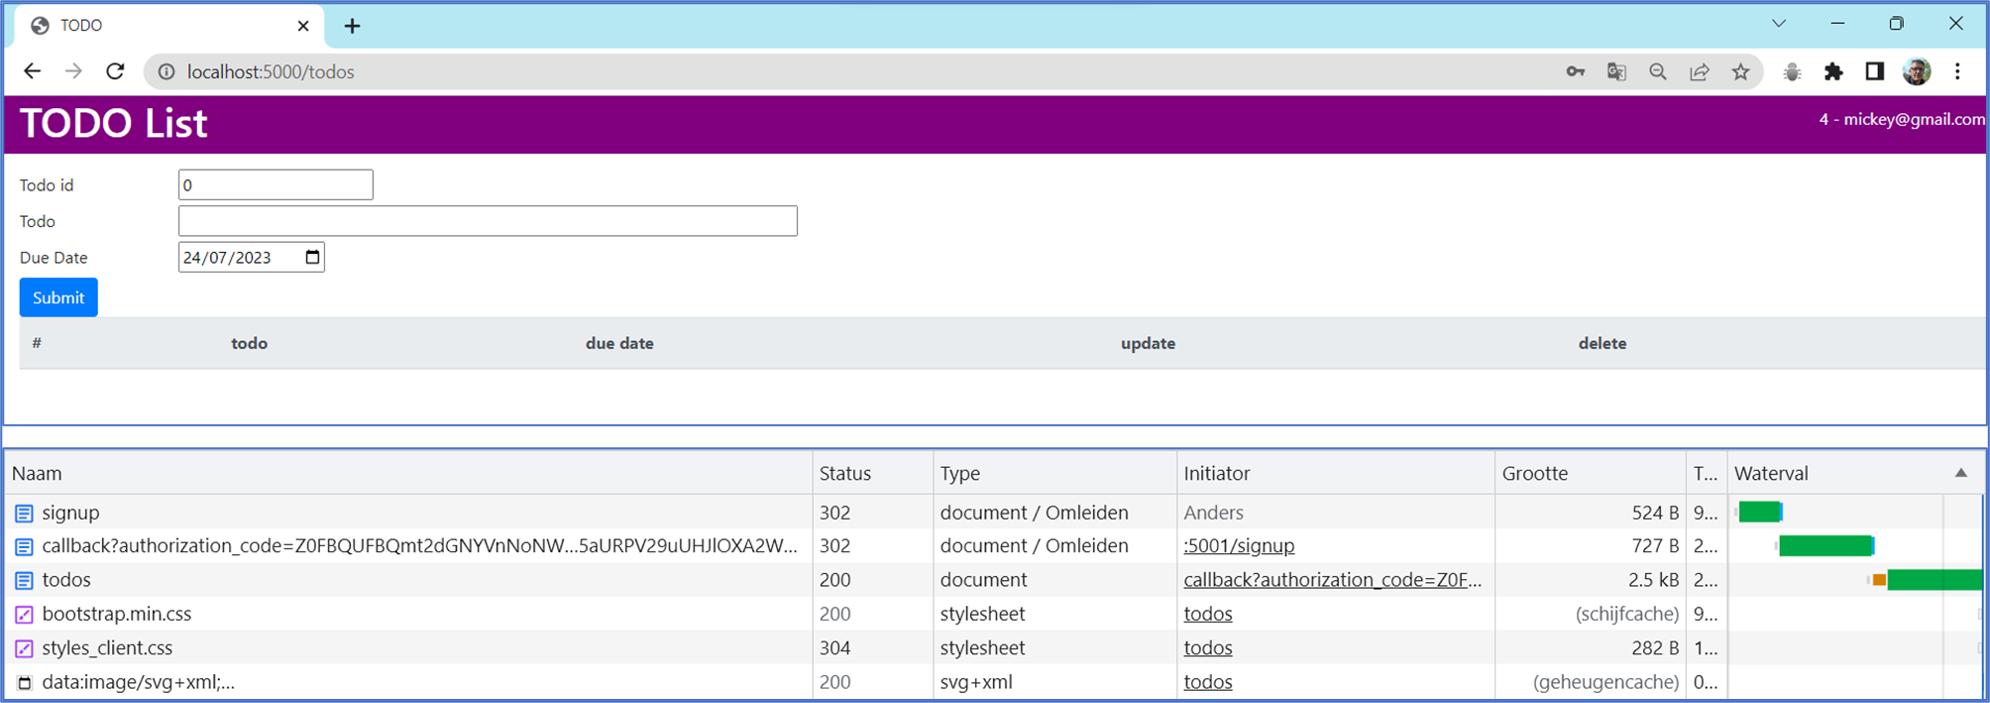 TODO
localhost:5000/todos
TODO List
4 - mickey@gmail.com
Todo id
0
Todo
Due Date
24/07/2023
Submit
# todo due date update delete
Naam Status Type Initiator Grootte T... Waterval
signup 302 document / Omleiden Anders 524 B 9...
callback?authorization_code=Z0FBQUFBQmt2dGNYVnNoNW...5aURPV29uUHJlOXA2W... 302 document / Omleiden :5001/signup 727 B 2...
todos 200 document callback?authorization_code=Z0F... 2.5 kB 2...
bootstrap.min.css 200 stylesheet todos (schijfcache) 9...
styles_client.css 304 stylesheet todos 282 B 1...
data:image/svg+xml;... 200 svg+xml todos (geheugencache) 0...